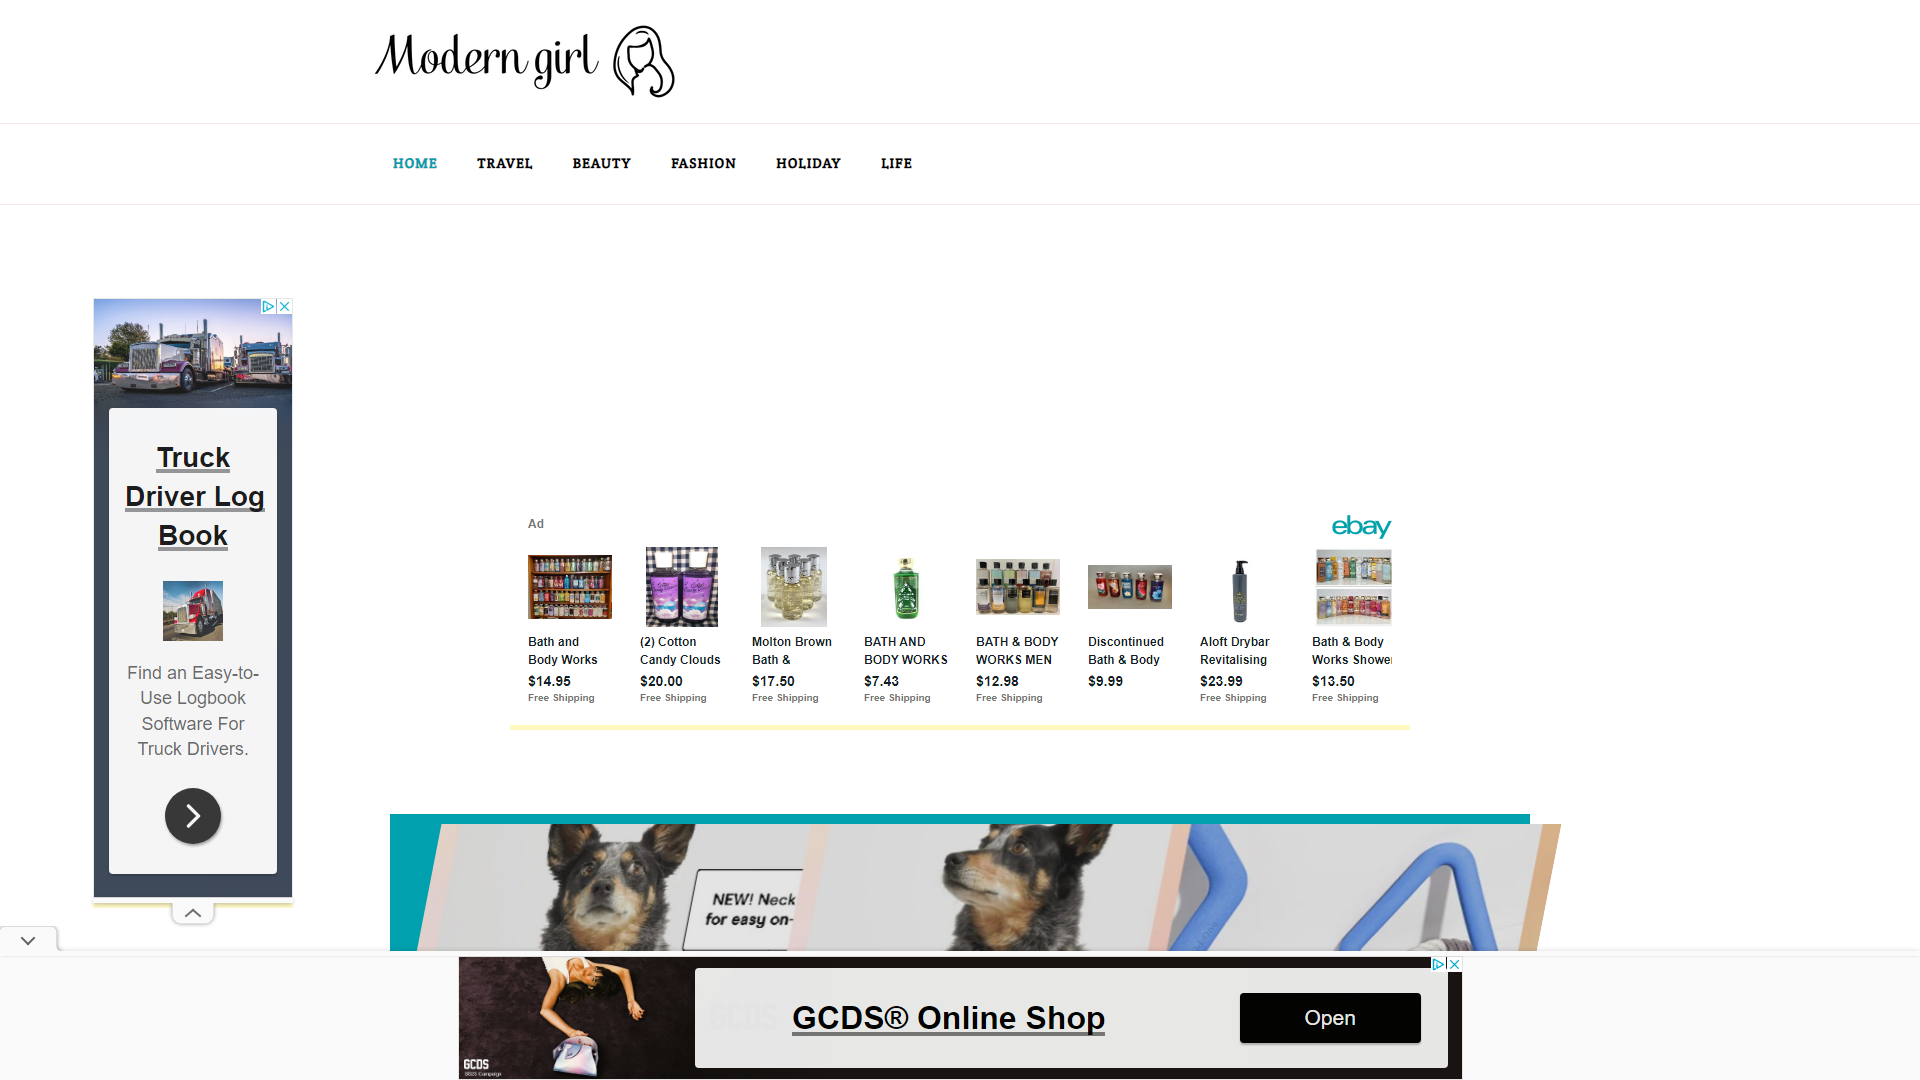 Modern girl
HOME
TRAVEL
BEAUTY
FASHION
HOLIDAY
LIFE
Truck
Driver Log
Book
Find an Easy-to-
Use Logbook
Software For
Truck Drivers.
Ad
ebay
Bath and
Body Works
$14.95
Free Shipping
(2) Cotton
Candy Clouds
$20.00
Free Shipping
Molton Brown
Bath &
$17.50
Free Shipping
BATH AND
BODY WORKS
$7.43
Free Shipping
BATH & BODY
WORKS MEN
$12.98
Free Shipping
Discontinued
Bath & Body
$9.99
Aloft Drybar
Revitalising
$23.99
Free Shipping
Bath & Body
Works Shower
$13.50
Free Shipping
NEW! Neck
for easy on-
GCDS
SS23 Campaign
GCDS
GCDS® Online Shop
Open